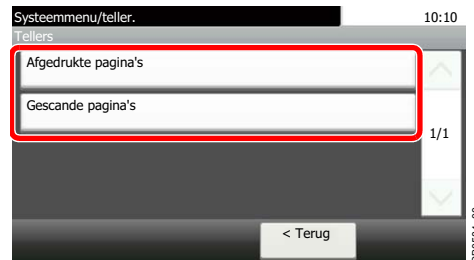 Systeemmenu/teller. 10:10
Tellers
Afgedrukte pagina's
Gescande pagina's
1/1
< Terug